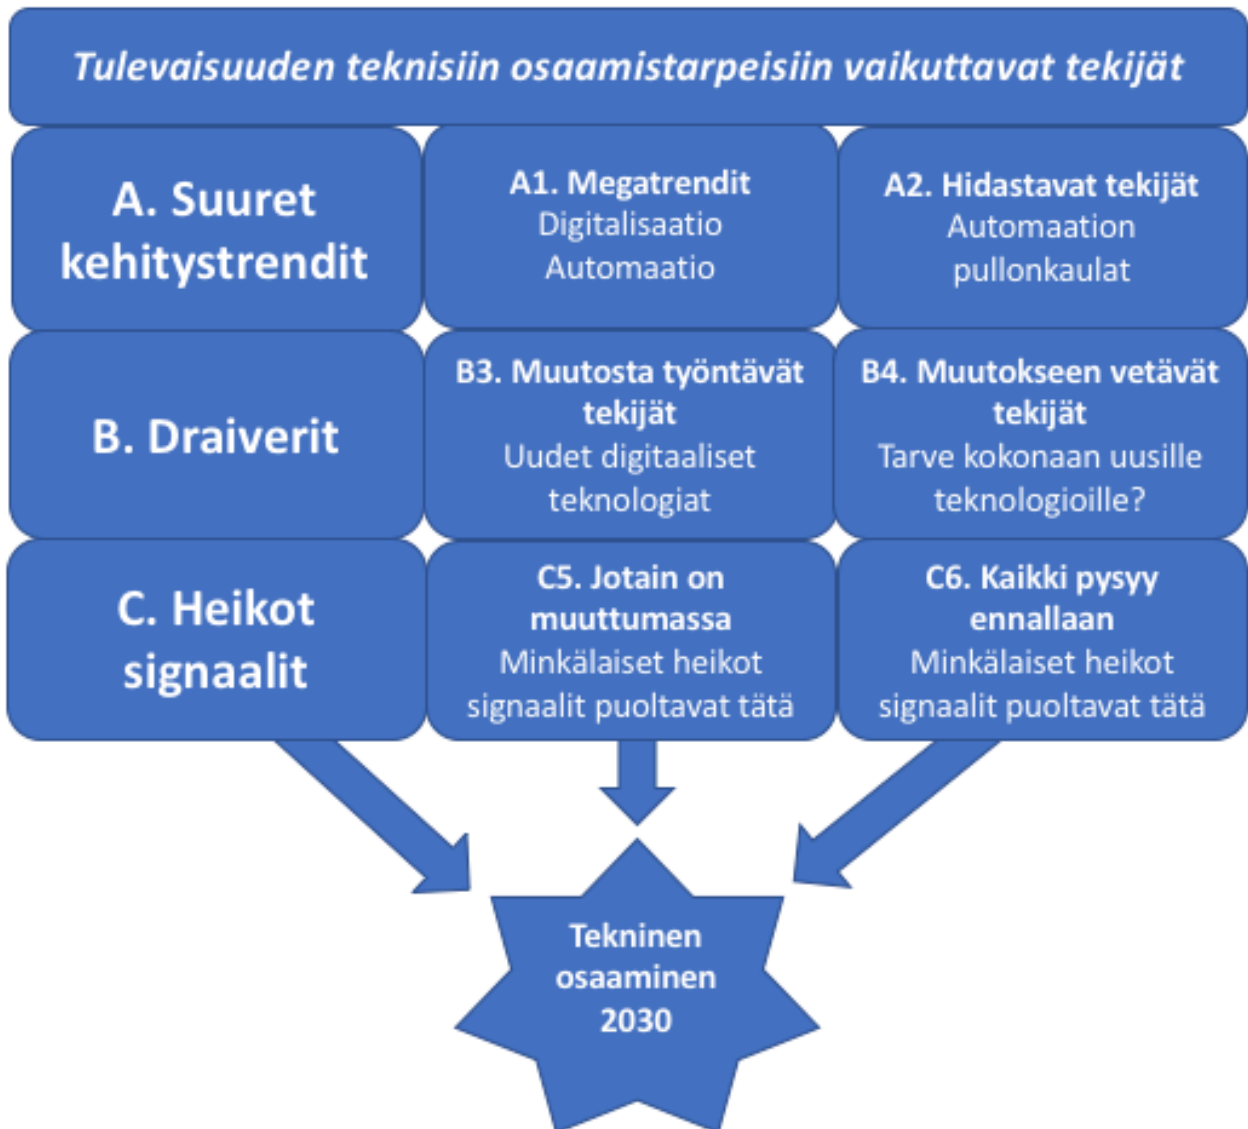 Tulevaisuuden teknisiin osaamistarpeisiin vaikuttavat tekijät
A. Suuret
kehitystrendit
A1. Megatrendit
Digitalisaatio
Automaatio
A2. Hidastavat tekijät
Automaation
pullonkaulat
B. Draiverit
B3. Muutosta työntävät
tekijät
Uudet digitaaliset
teknologiat
B4. Muutokseen vetävät
tekijät
Tarve kokonaan uusille
teknologioille?
C. Heikot
signaalit
C5. Jotain on
muuttumassa
Minkälaiset heikot
signaalit puoltavat tätä
C6. Kaikki pysyy
ennallaan
Minkälaiset heikot
signaalit puoltavat tätä
Tekninen
osaaminen
2030